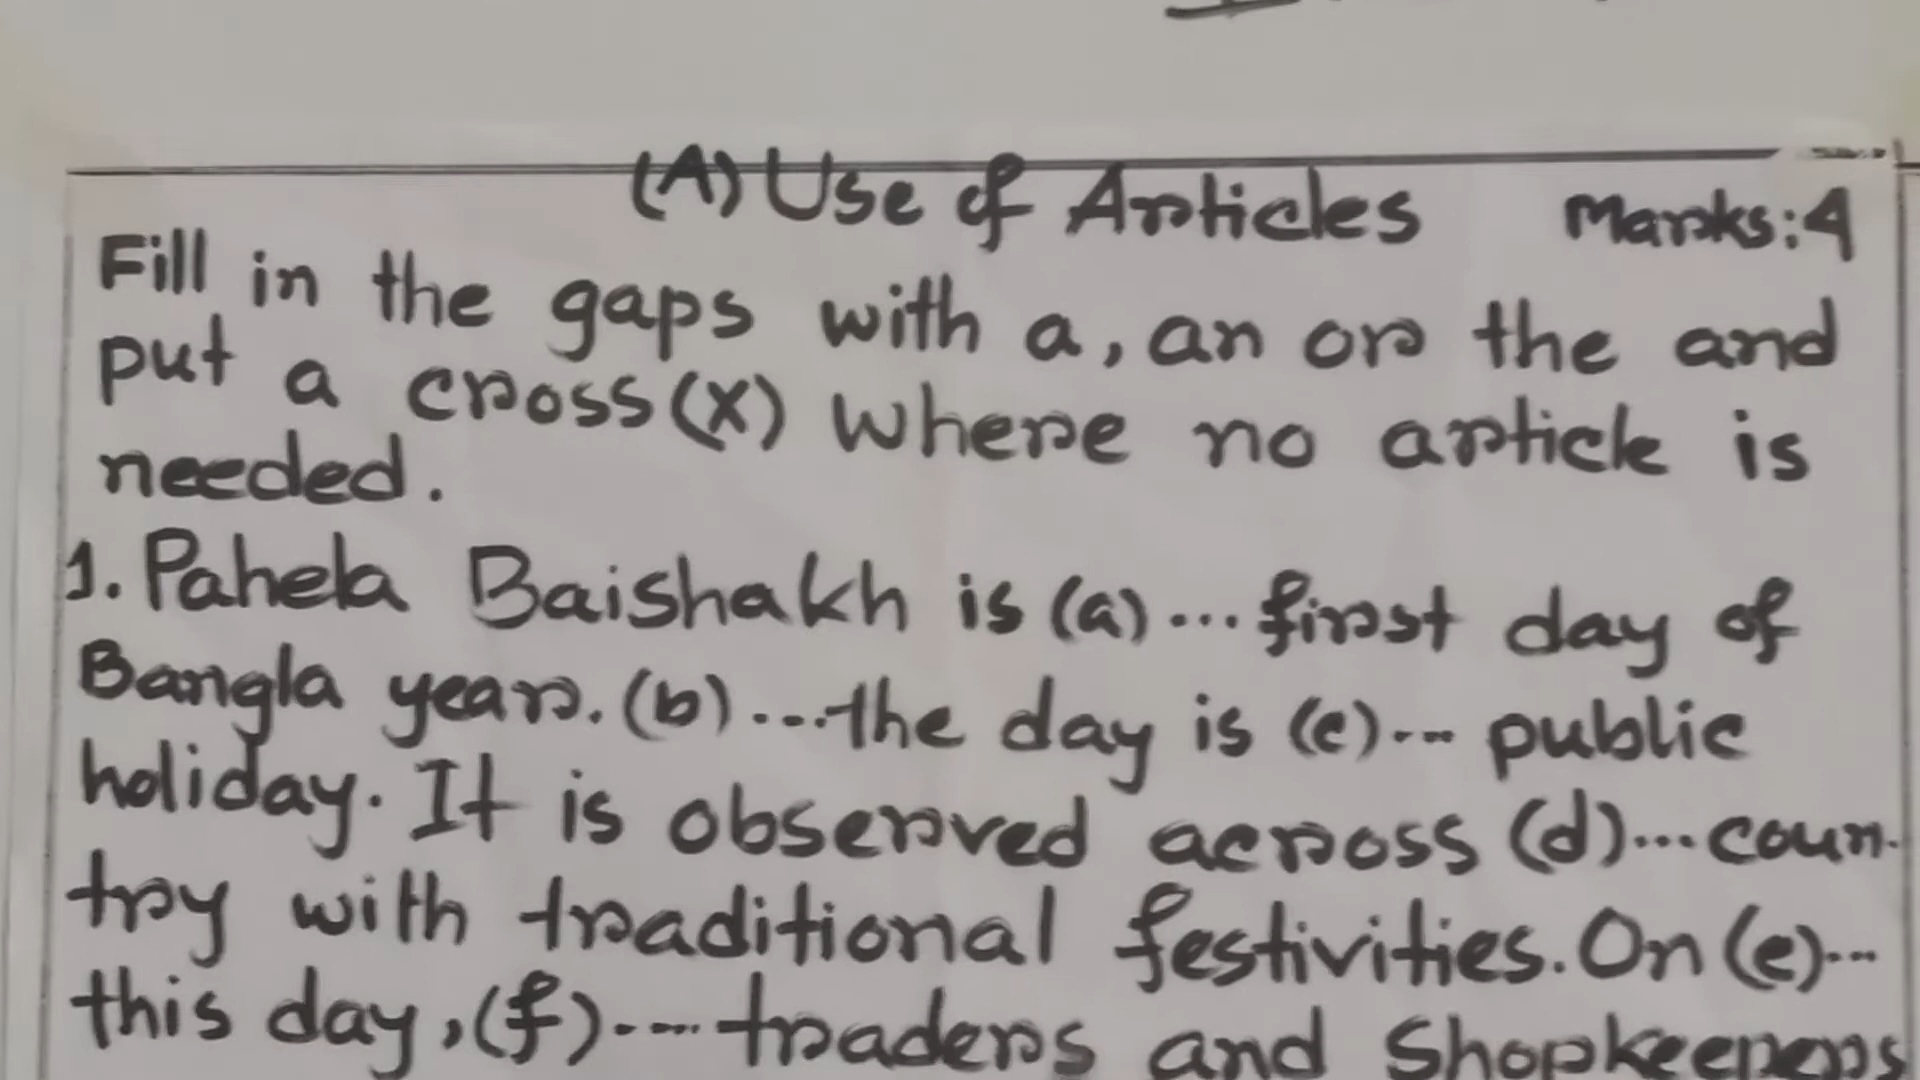 (A) Use of Articles Marks:4
Fill in the gaps with a, an or the and
put a cross(X) where no article is
needed.
1. Pahela Baishakh is (a)... first day of
Bangla year. (b)....the day is (c)... public
holiday. It is observed across (d)...coun-
try with traditional festivities. On (e)...
this day, (f)..... traders and Shopkeepers